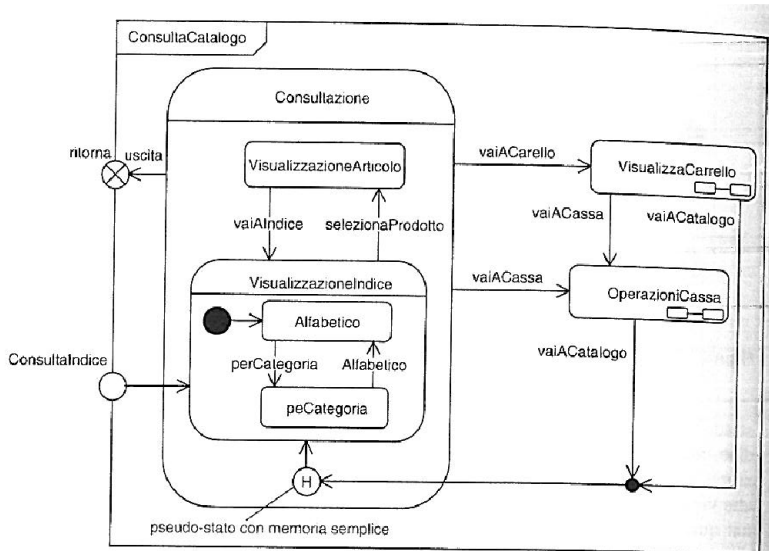 ConsultaCatalogo
Consultazione
ritorna
uscita
VisualizzazioneArticolo
vaiACarello
VisualizzaCarrello
vaiAIndice
selezionaProdotto
vaiACassa
vaiACatalogo
VisualizzazioneIndice
vaiACassa
OperazioniCassa
Alfabetico
ConsultaIndice
perCategoria
Alfabetico
vaiACatalogo
peCategoria
H
pseudo-stato con memoria semplice